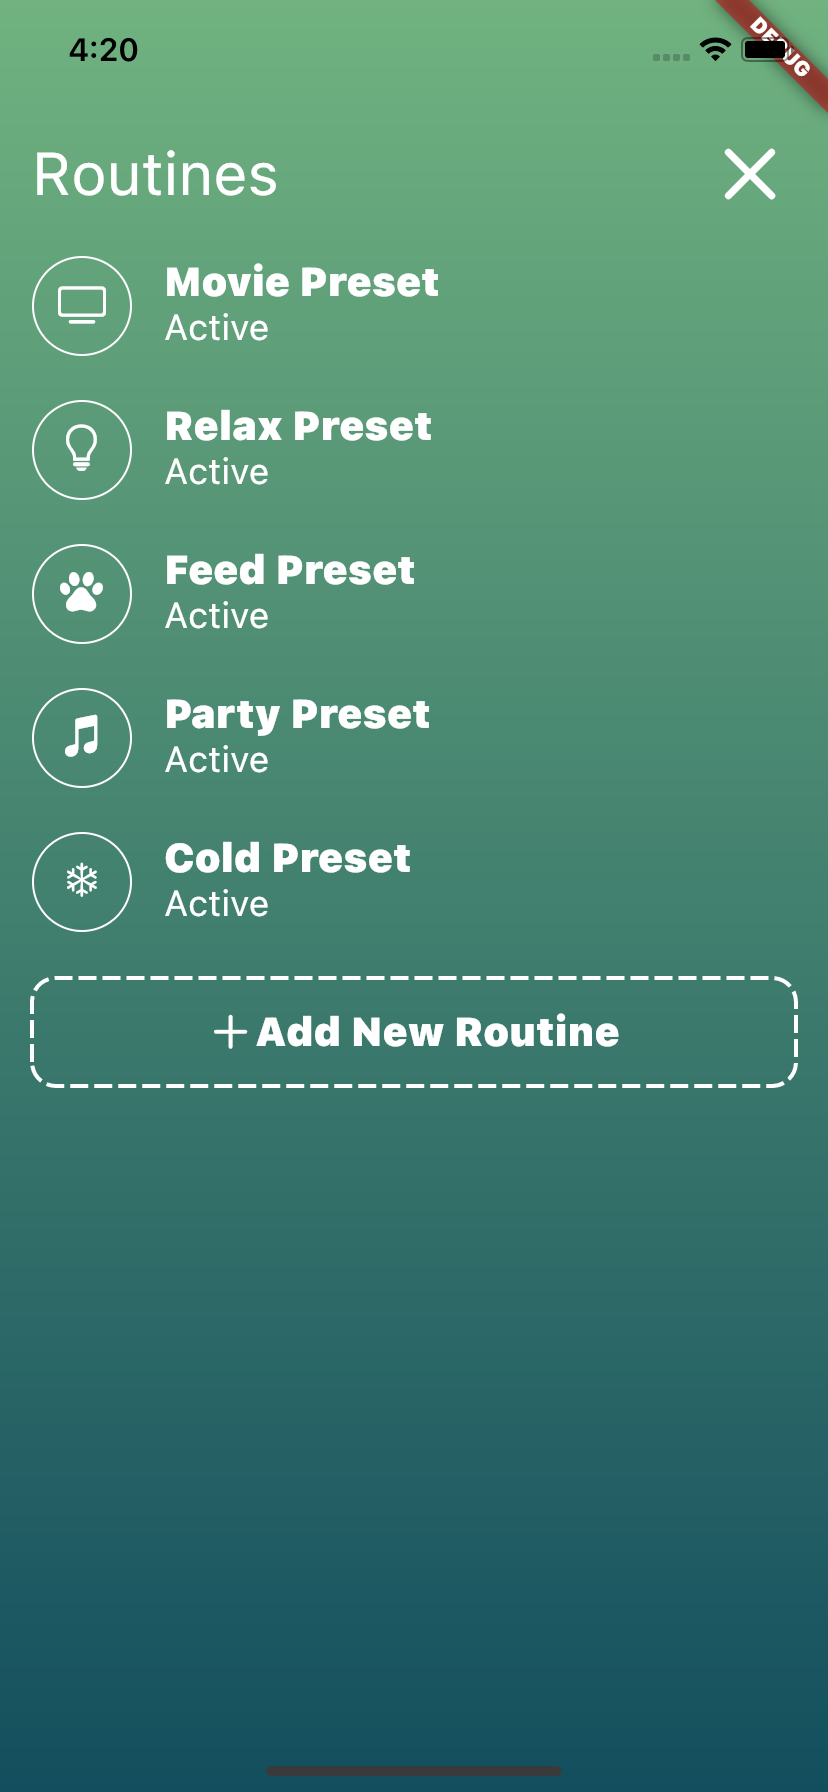 4:20
DEBUG
Routines
Movie Preset
Active
Relax Preset
Active
Feed Preset
Active
Party Preset
Active
Cold Preset
Active
+ Add New Routine